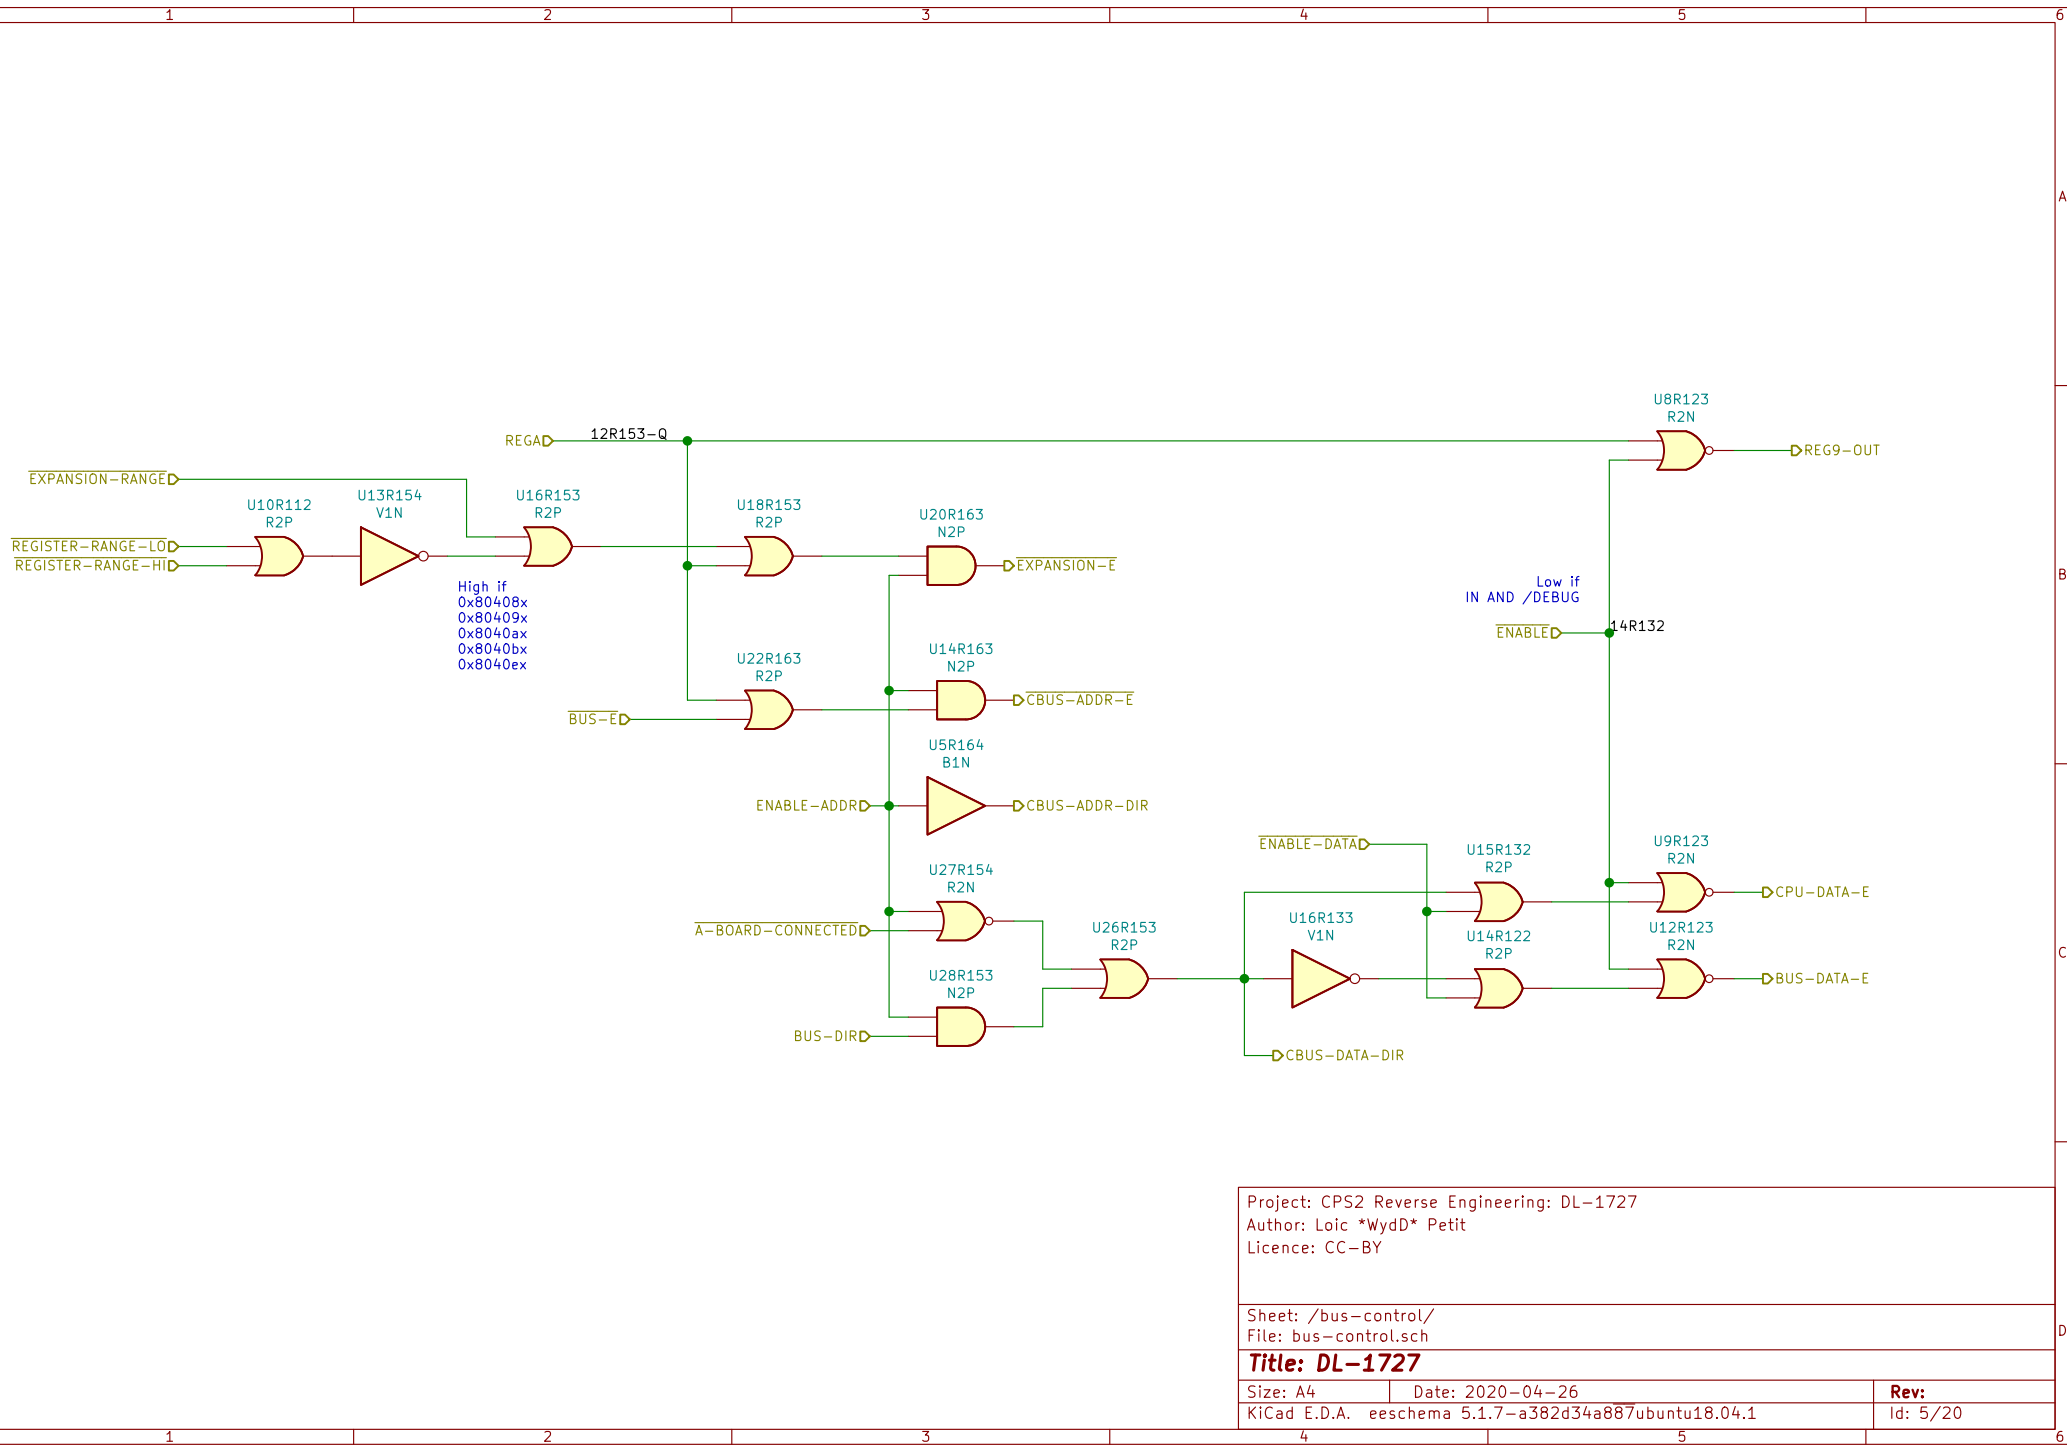 1 2 3 4 5 6
A
U8R123
R2N
REGA 12R153-Q
REG9-OUT
EXPANSION-RANGE
U10R112
R2P
U13R154
V1N
U16R153
R2P
U18R153
R2P
U20R163
N2P
REGISTER-RANGE-LO
REGISTER-RANGE-HI
EXPANSION-E
High if
0x80408x
0x80409x
0x8040ax
0x8040bx
0x8040ex
B
Low if
IN AND /DEBUG
ENABLE 14R132
U22R163
R2P
U14R163
N2P
BUS-E
CBUS-ADDR-E
U5R164
B1N
ENABLE-ADDR
CBUS-ADDR-DIR
ENABLE-DATA
U15R132
R2P
U9R123
R2N
U27R154
R2N
CPU-DATA-E
A-BOARD-CONNECTED
U26R153
R2P
U16R133
V1N
U14R122
R2P
U12R123
R2N
C
U28R153
N2P
BUS-DATA-E
BUS-DIR
CBUS-DATA-DIR
Project: CPS2 Reverse Engineering: DL-1727
Author: Loic *WydD* Petit
Licence: CC-BY
Sheet: /bus-control/
File: bus-control.sch
D
Title: DL-1727
Size: A4 Date: 2020-04-26 Rev:
KiCad E.D.A. eeschema 5.1.7-a382d34a887ubuntu18.04.1 Id: 5/20
1 2 3 4 5 6